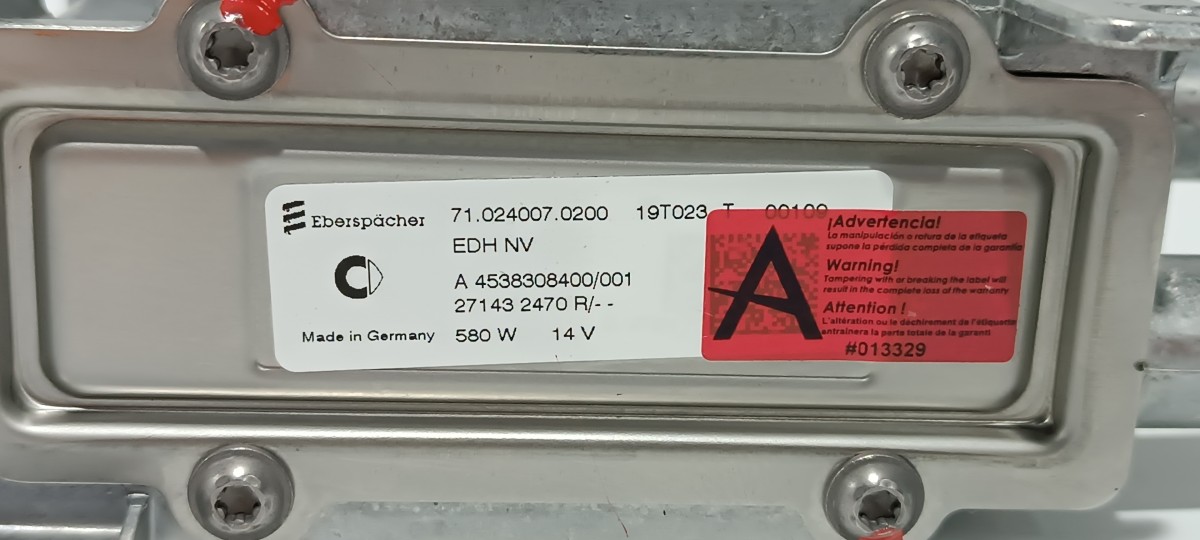 Eberspächer
71.024007.0200 19T023 T 00109
EDH NV
A 4538308400/001
27143 2470 R/- -
Made in Germany 580 W 14 V
A
¡Advertencia!
La manipulación o rotura de la etiqueta
supone la pérdida completa de la garantía
Warning!
Tampering with or breaking the label will
result in the complete loss of the warranty
Attention !
L'altération ou le déchirement de l'étiquette
entraînera la perte totale de la garanti
#013329